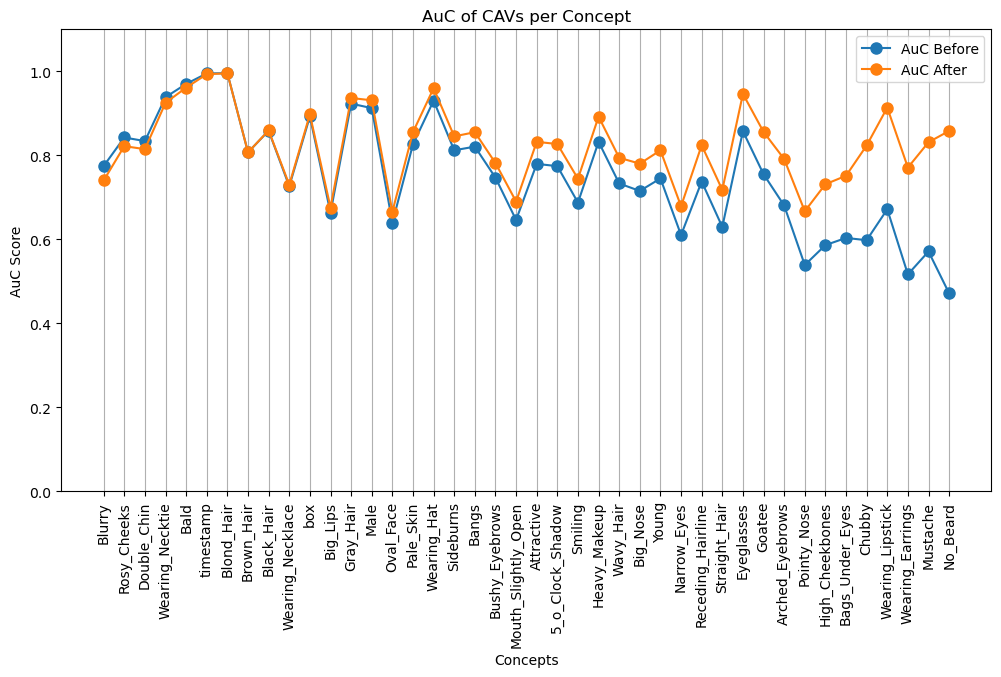 AuC of CAVs per Concept
AuC Before
AuC After
AuC Score
1.0
0.8
0.6
0.4
0.2
0.0
Blurry
Rosy_Cheeks
Double_Chin
Wearing_Necktie
Bald
timestamp
Blond_Hair
Brown_Hair
Black_Hair
Wearing_Necklace
box
Big_Lips
Gray_Hair
Male
Oval_Face
Pale_Skin
Wearing_Hat
Sideburns
Bangs
Bushy_Eyebrows
Mouth_Slightly_Open
Attractive
5_o_Clock_Shadow
Smiling
Heavy_Makeup
Wavy_Hair
Big_Nose
Young
Narrow_Eyes
Receding_Hairline
Straight_Hair
Eyeglasses
Goatee
Arched_Eyebrows
Pointy_Nose
High_Cheekbones
Bags_Under_Eyes
Chubby
Wearing_Lipstick
Wearing_Earrings
Mustache
No_Beard
Concepts